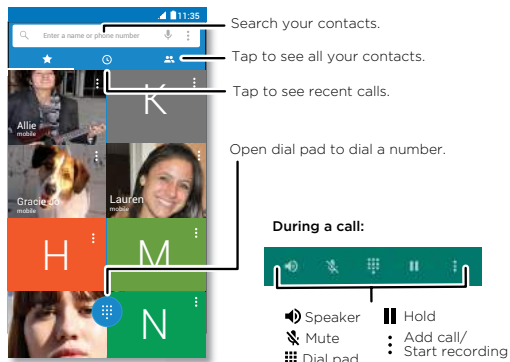 11:35
Search your contacts.
Enter a name or phone number
Tap to see all your contacts.
Tap to see recent calls.
K
Allie
mobile
Open dial pad to dial a number.
Gracie Jo
mobile
Lauren
mobile
During a call:
H
M
N
Speaker
Hold
Mute
Add call/
Start recording
Dial pad